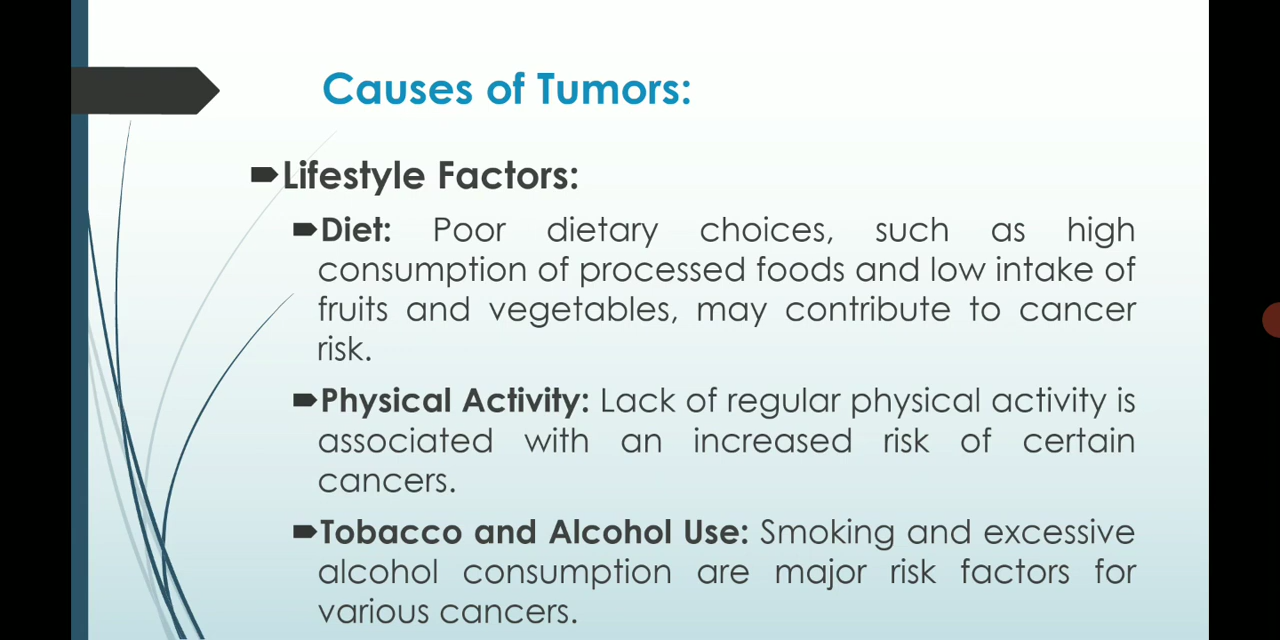 Causes of Tumors:
Lifestyle Factors:
Diet: Poor dietary choices, such as high
consumption of processed foods and low intake of
fruits and vegetables, may contribute to cancer
risk.
Physical Activity: Lack of regular physical activity is
associated with an increased risk of certain
cancers.
Tobacco and Alcohol Use: Smoking and excessive
alcohol consumption are major risk factors for
various cancers.